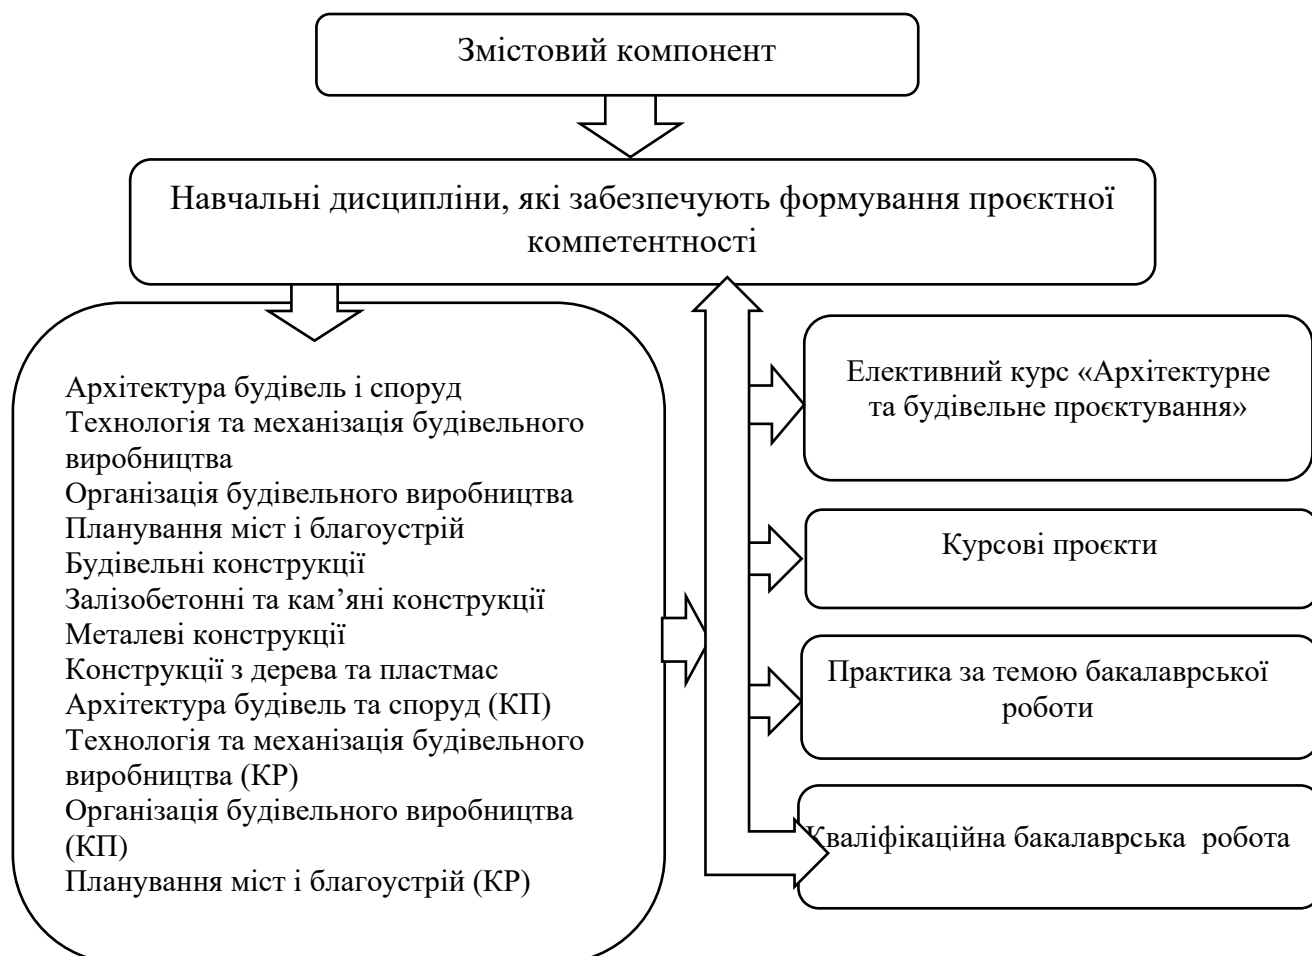 Змістовий компонент
Навчальні дисципліни, які забезпечують формування проєктної
компетентності
Архітектура будівель і споруд
Технологія та механізація будівельного
виробництва
Організація будівельного виробництва
Планування міст і благоустрій
Будівельні конструкції
Залізобетонні та кам’яні конструкції
Металеві конструкції
Конструкції з дерева та пластмас
Архітектура будівель та споруд (КП)
Технологія та механізація будівельного
виробництва (КР)
Організація будівельного виробництва
(КП)
Планування міст і благоустрій (КР)
Елективний курс «Архітектурне
та будівельне проєктування»
Курсові проєкти
Практика за темою бакалаврської
роботи
Кваліфікаційна бакалаврська  робота